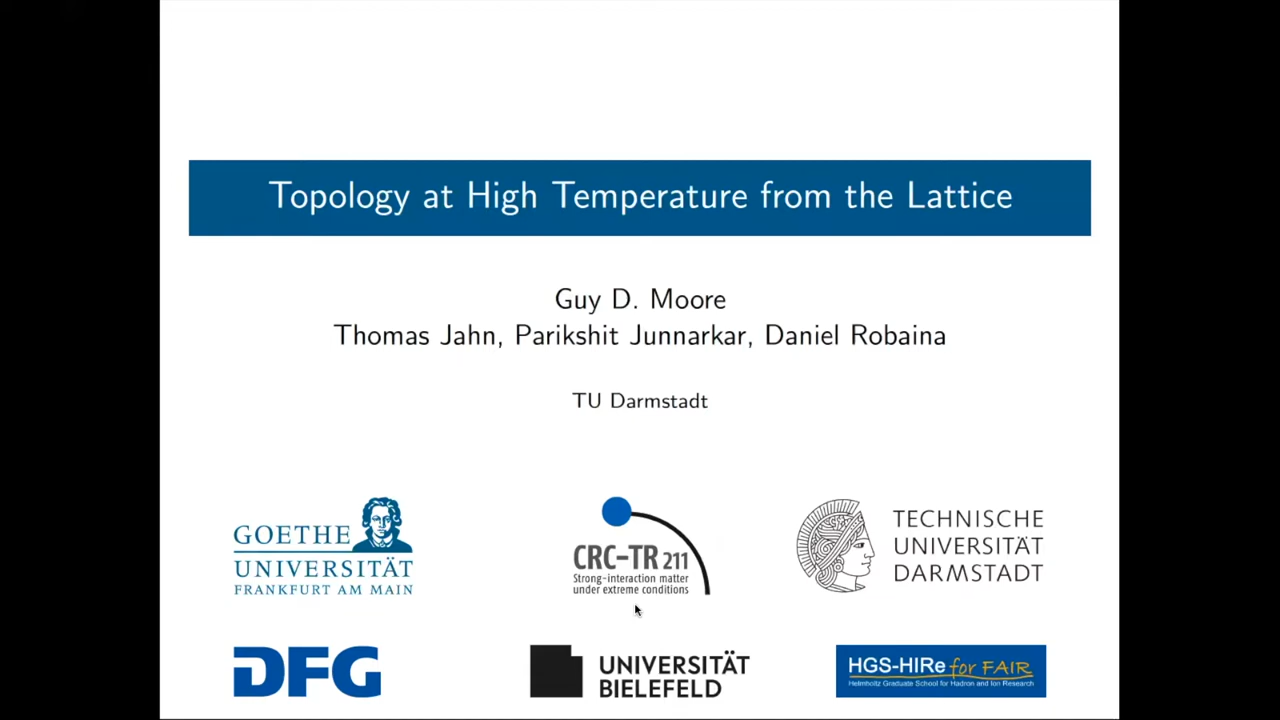 Topology at High Temperature from the Lattice
Guy D. Moore
Thomas Jahn, Parikshit Junnarkar, Daniel Robaina
TU Darmstadt
GOETHE
UNIVERSITÄT
FRANKFURT AM MAIN
CRC-TR 211
Strong-interaction matter
under extreme conditions
TECHNISCHE
UNIVERSITÄT
DARMSTADT
DFG
UNIVERSITÄT
BIELEFELD
HGS-HIRe for FAIR
Helmholtz Graduate School for Hadron and Ion Research